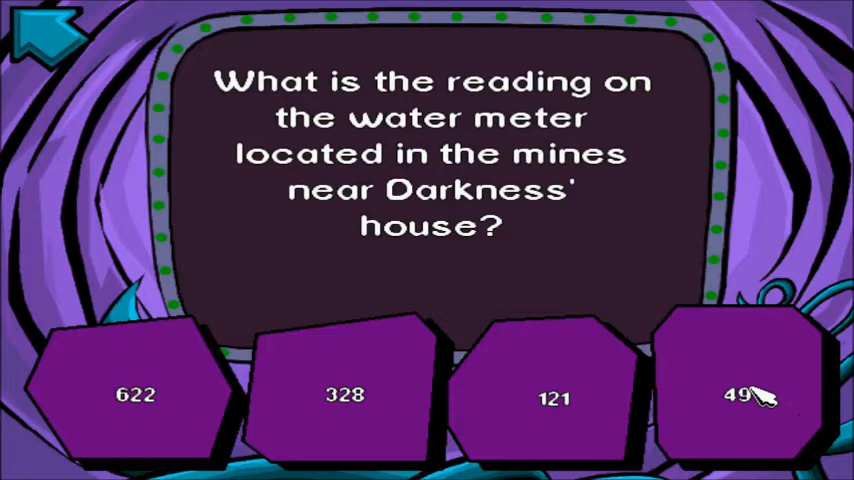 What is the reading on
the water meter
located in the mines
near Darkness'
house?
622
328
121